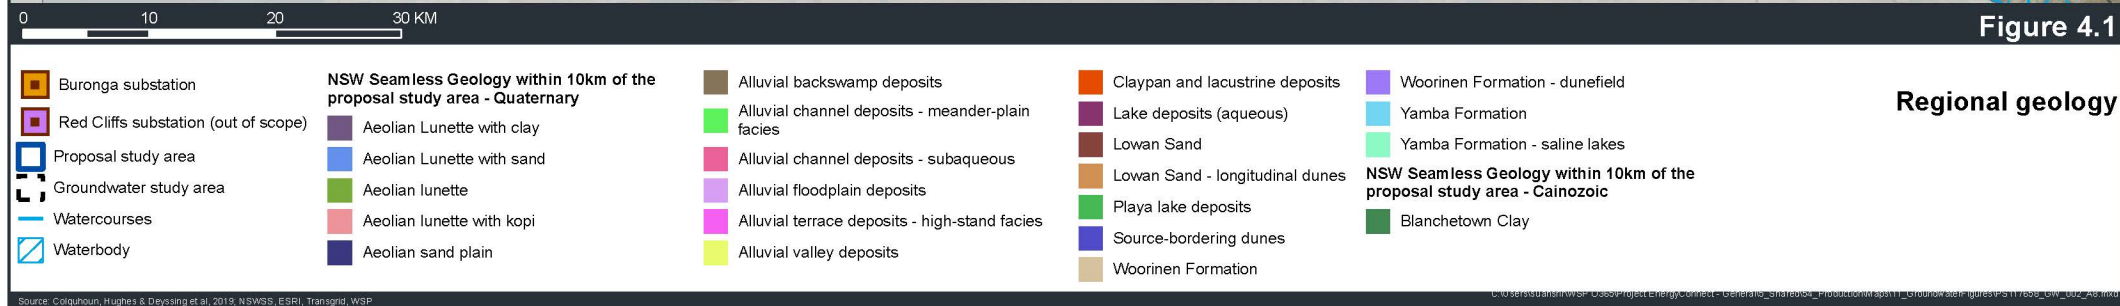 0 10 20 30 KM
Figure 4.1
Buronga substation
Red Cliffs substation (out of scope)
Proposal study area
Groundwater study area
Watercourses
Waterbody
NSW Seamless Geology within 10km of the
proposal study area - Quaternary
Aeolian Lunette with clay
Aeolian Lunette with sand
Aeolian lunette
Aeolian lunette with kopi
Aeolian sand plain
Alluvial backswamp deposits
Alluvial channel deposits - meander-plain
facies
Alluvial channel deposits - subaqueous
Alluvial floodplain deposits
Alluvial terrace deposits - high-stand facies
Alluvial valley deposits
Claypan and lacustrine deposits
Lake deposits (aqueous)
Lowan Sand
Lowan Sand - longitudinal dunes
Playa lake deposits
Source-bordering dunes
Woorinen Formation
Woorinen Formation - dunefield
Yamba Formation
Yamba Formation - saline lakes
NSW Seamless Geology within 10km of the
proposal study area - Cainozoic
Blanchetown Clay
Regional geology
Source: Colquhoun, Hughes & Deyssing et al, 2019; NSWSS, ESRI, Transgrid, WSP